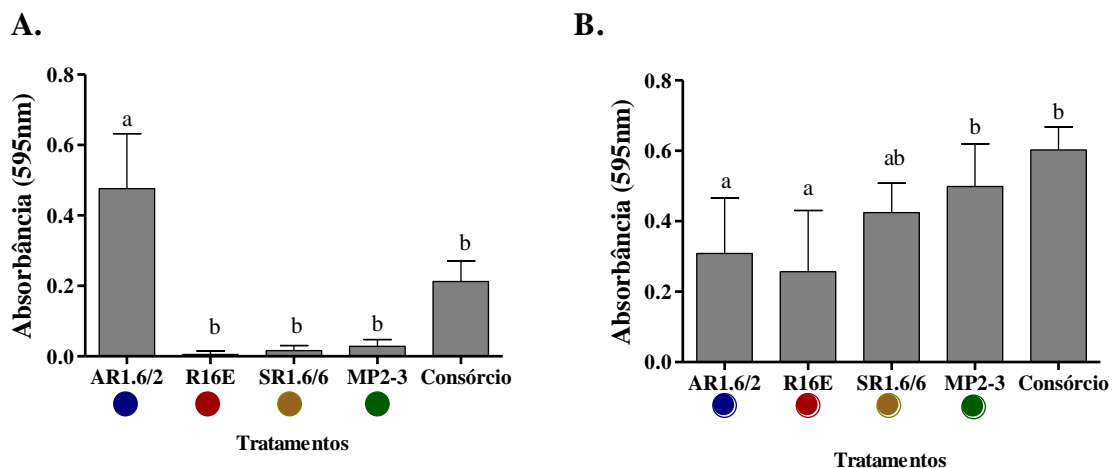 A.
Absorbância (595nm)
0.8
0.6
0.4
0.2
0.0
a
b
b
b
b
AR1.6/2 R16E SR1.6/6 MP2-3 Consórcio
Tratamentos
B.
Absorbância (595nm)
0.8
0.6
0.4
0.2
0.0
a
a
ab
b
b
AR1.6/2 R16E SR1.6/6 MP2-3 Consórcio
Tratamentos